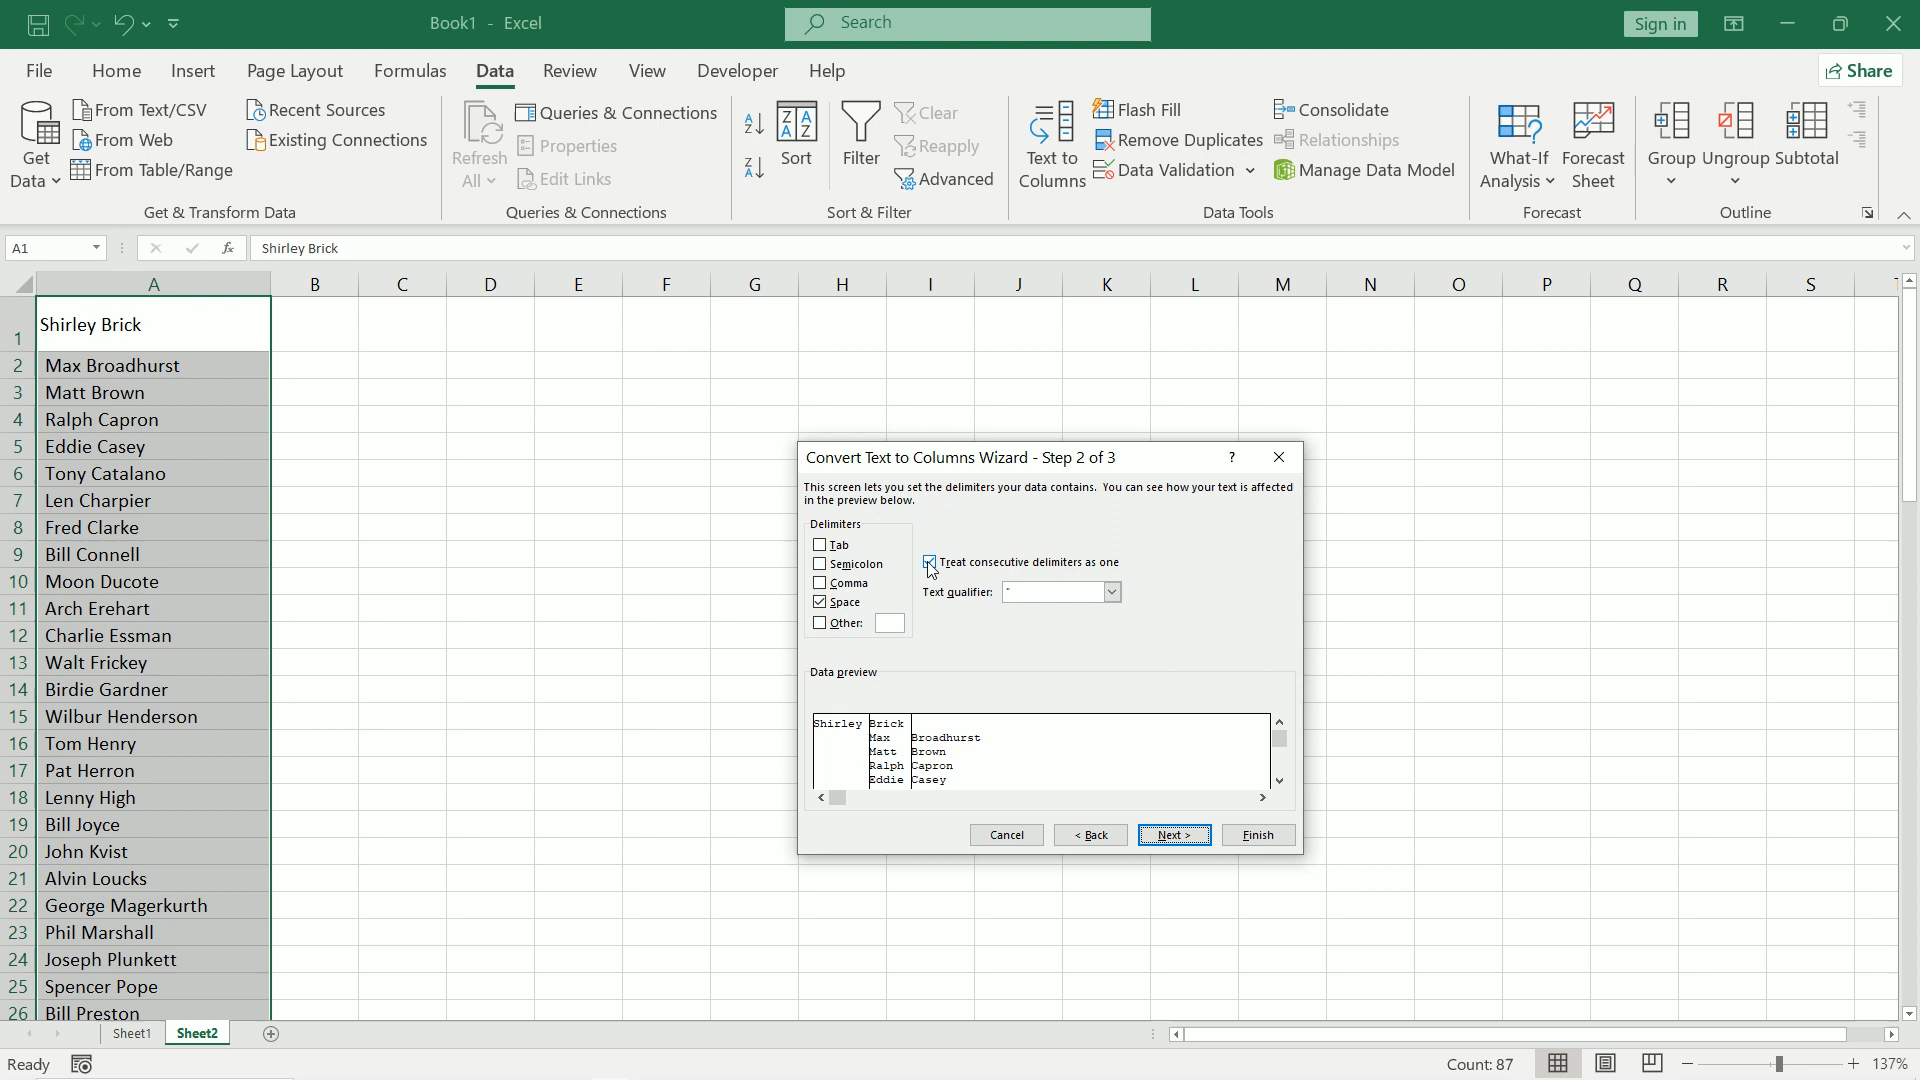 Book1 - Excel
Search
Sign in
File Home Insert Page Layout Formulas Data Review View Developer Help
Share
Get Data
From Text/CSV
From Web
From Table/Range
Recent Sources
Existing Connections
Get & Transform Data
Refresh All
Queries & Connections
Properties
Edit Links
Queries & Connections
Sort
Filter
Clear
Reapply
Advanced
Sort & Filter
Text to Columns
Flash Fill
Remove Duplicates
Data Validation
Consolidate
Relationships
Manage Data Model
Data Tools
What-If Analysis
Forecast Sheet
Forecast
Group
Ungroup
Subtotal
Outline
A1
fx
Shirley Brick
A B C D E F G H I J K L M N O P Q R S
1 Shirley Brick
2 Max Broadhurst
3 Matt Brown
4 Ralph Capron
5 Eddie Casey
6 Tony Catalano
7 Len Charpier
8 Fred Clarke
9 Bill Connell
10 Moon Ducote
11 Arch Erehart
12 Charlie Essman
13 Walt Frickey
14 Birdie Gardner
15 Wilbur Henderson
16 Tom Henry
17 Pat Herron
18 Lenny High
19 Bill Joyce
20 John Kvist
21 Alvin Loucks
22 George Magerkurth
23 Phil Marshall
24 Joseph Plunkett
25 Spencer Pope
26 Bill Preston
Convert Text to Columns Wizard - Step 2 of 3
This screen lets you set the delimiters your data contains. You can see how your text is affected
in the preview below.
Delimiters
Tab
Semicolon
Comma
Space
Other:
Treat consecutive delimiters as one
Text qualifier: "
Data preview
Shirley Brick
Max Broadhurst
Matt Brown
Ralph Capron
Eddie Casey
Cancel
< Back
Next >
Finish
Sheet1
Sheet2
Ready
Count: 87
137%